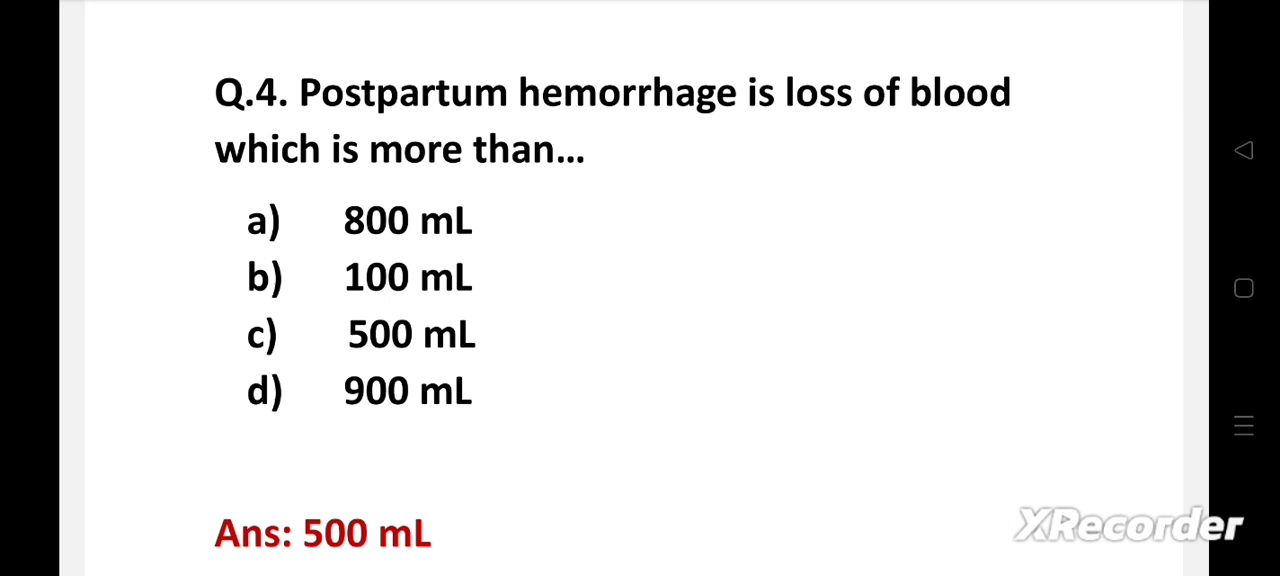 Q.4. Postpartum hemorrhage is loss of blood
which is more than...
a) 800 mL
b) 100 mL
c) 500 mL
d) 900 mL
Ans: 500 mL
XRecorder